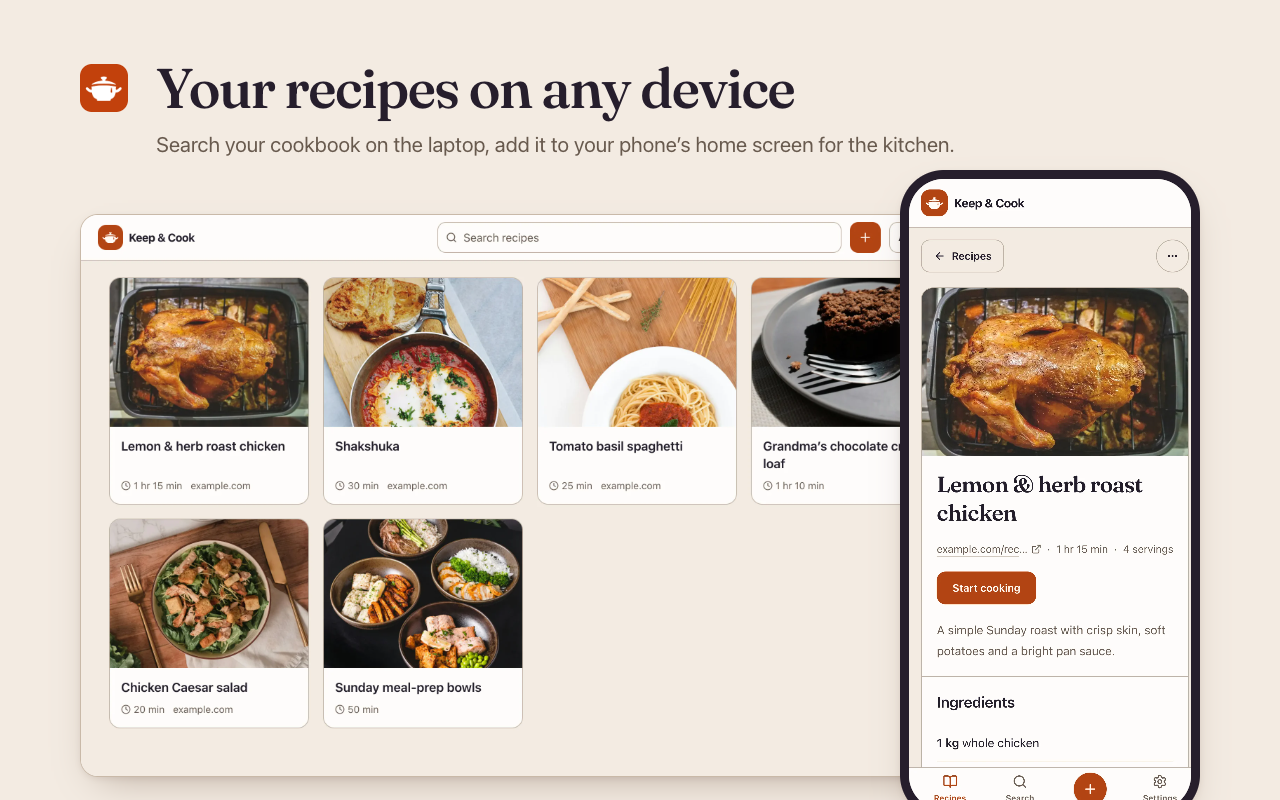 Your recipes on any device
Search your cookbook on the laptop, add it to your phone’s home screen for the kitchen.
Keep & Cook
Search recipes
Lemon & herb roast chicken
1 hr 15 min example.com
Shakshuka
30 min example.com
Tomato basil spaghetti
25 min example.com
Grandma’s chocolate
loaf
1 hr 10 min
Chicken Caesar salad
20 min example.com
Sunday meal-prep bowls
50 min
Keep & Cook
Recipes
Lemon & herb roast
chicken
example.com/rec... · 1 hr 15 min · 4 servings
Start cooking
A simple Sunday roast with crisp skin, soft
potatoes and a bright pan sauce.
Ingredients
1 kg whole chicken
Recipes
Search
Settings